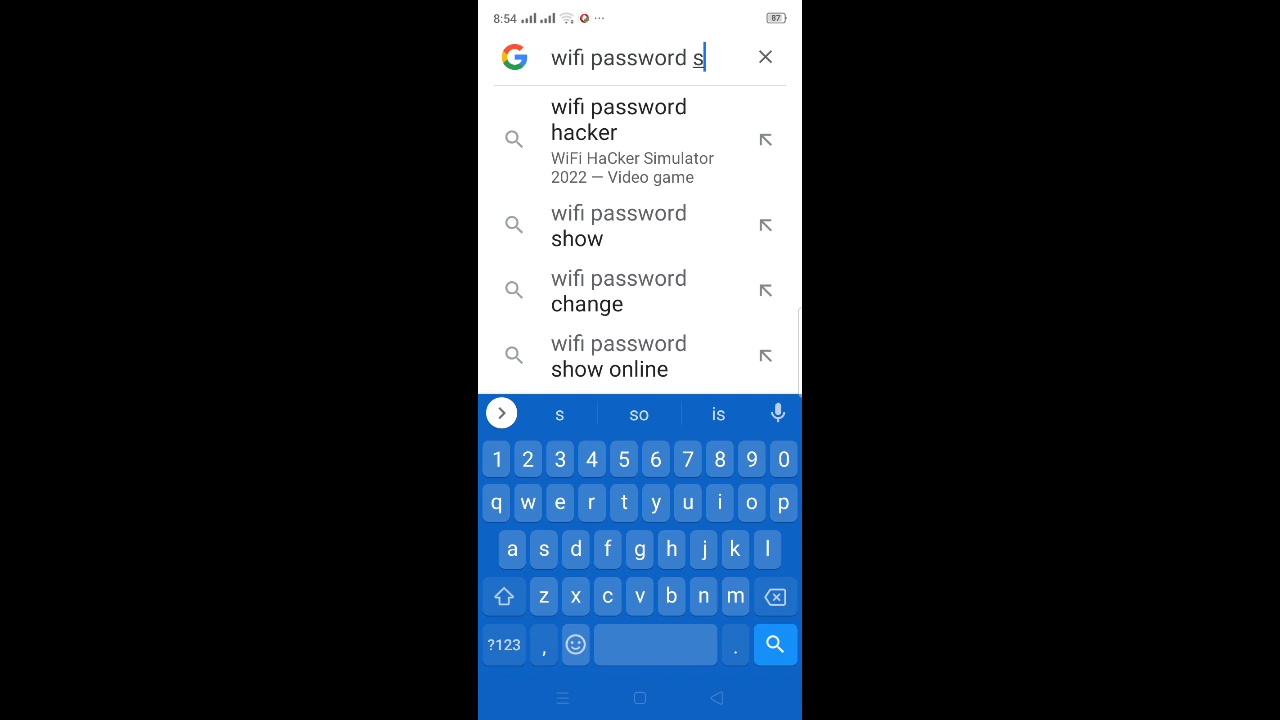 8:54 ... 87
wifi password s
wifi password
hacker
WiFi HaCker Simulator
2022 — Video game
wifi password
show
wifi password
change
wifi password
show online
s so is
1 2 3 4 5 6 7 8 9 0
q w e r t y u i o p
a s d f g h j k l
z x c v b n m
?123 , .